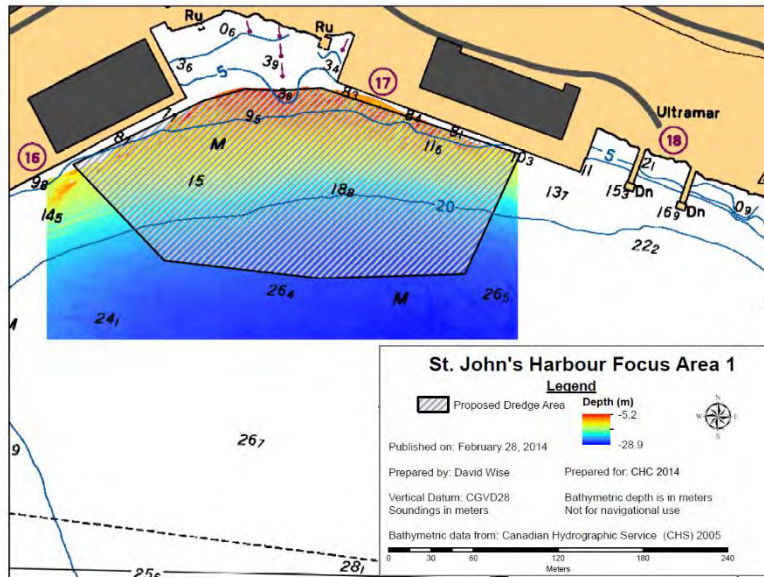 Ru
Ru
0₆
3₆
5
3₉
3₄
17
3₈
8₃
8₄
Ultramar
7₇
9₅
8₁
18
8₇
M
11₆
10₃
5
2₁
16
11
9₈
15
18₈
13₇
15₃
Dn
16₉
Dn
0₉
14₅
20
22₂
26₄
M
26₅
24₁
M
26₇
9
25₆
28₁
St. John's Harbour Focus Area 1
Legend
Proposed Dredge Area
Depth (m)
-5.2
-28.9
N
W
E
S
Published on: February 28, 2014
Prepared by: David Wise
Prepared for: CHC 2014
Vertical Datum: CGVD28
Bathymetric depth is in meters
Soundings in meters
Not for navigational use
Bathymetric data from: Canadian Hydrographic Service (CHS) 2005
0 15 30 60 90 120 180 240
Meters